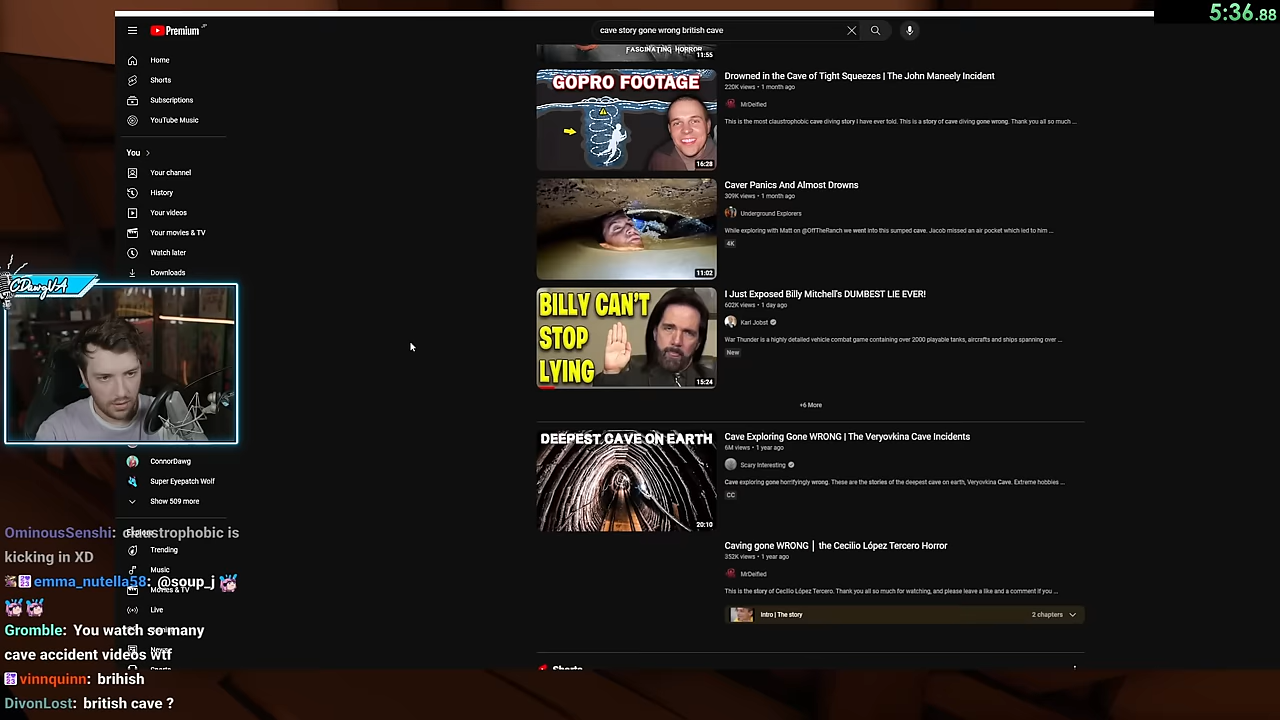 5:36.88
Premium JP
cave story gone wrong british cave
Home
Shorts
Subscriptions
YouTube Music
You
Your channel
History
Your videos
Your movies & TV
Watch later
Downloads
CDawgVA
ConnorDawg
Super Eyepatch Wolf
Show 509 more
Trending
Music
Movies & TV
Live
FASCINATING HORROR
11:55
GOPRO FOOTAGE
16:28
Drowned in the Cave of Tight Squeezes | The John Maneely Incident
220K views • 1 month ago
MrDeified
This is the most claustrophobic cave diving story I have ever told. This is a story of cave diving gone wrong. Thank you all so much ...
11:02
Caver Panics And Almost Drowns
309K views • 1 month ago
Underground Explorers
While exploring with Matt on @OffTheRanch we went into this sumped cave. Jacob missed an air pocket which led to him ...
4K
BILLY CAN'T
STOP
LYING
15:24
I Just Exposed Billy Mitchell's DUMBEST LIE EVER!
602K views • 1 day ago
Karl Jobst
War Thunder is a highly detailed vehicle combat game containing over 2000 playable tanks, aircrafts and ships spanning over ...
New
+6 More
DEEPEST CAVE ON EARTH
20:10
Cave Exploring Gone WRONG | The Veryovkina Cave Incidents
6M views • 1 year ago
Scary Interesting
Cave exploring gone horrifyingly wrong. These are the stories of the deepest cave on earth, Veryovkina Cave. Extreme hobbies ...
CC
Caving gone WRONG │ the Cecilio López Tercero Horror
352K views • 1 year ago
MrDeified
This is the story of Cecilio López Tercero. Thank you all so much for watching, and please leave a like and a comment if you ...
Intro | The story
2 chapters
Shorts
OminousSenshi: claustrophobic is
kicking in XD
emma_nutella58: @soup_j
Gromble: You watch so many
cave accident videos wtf
vinnquinn: brihish
DivonLost: british cave ?